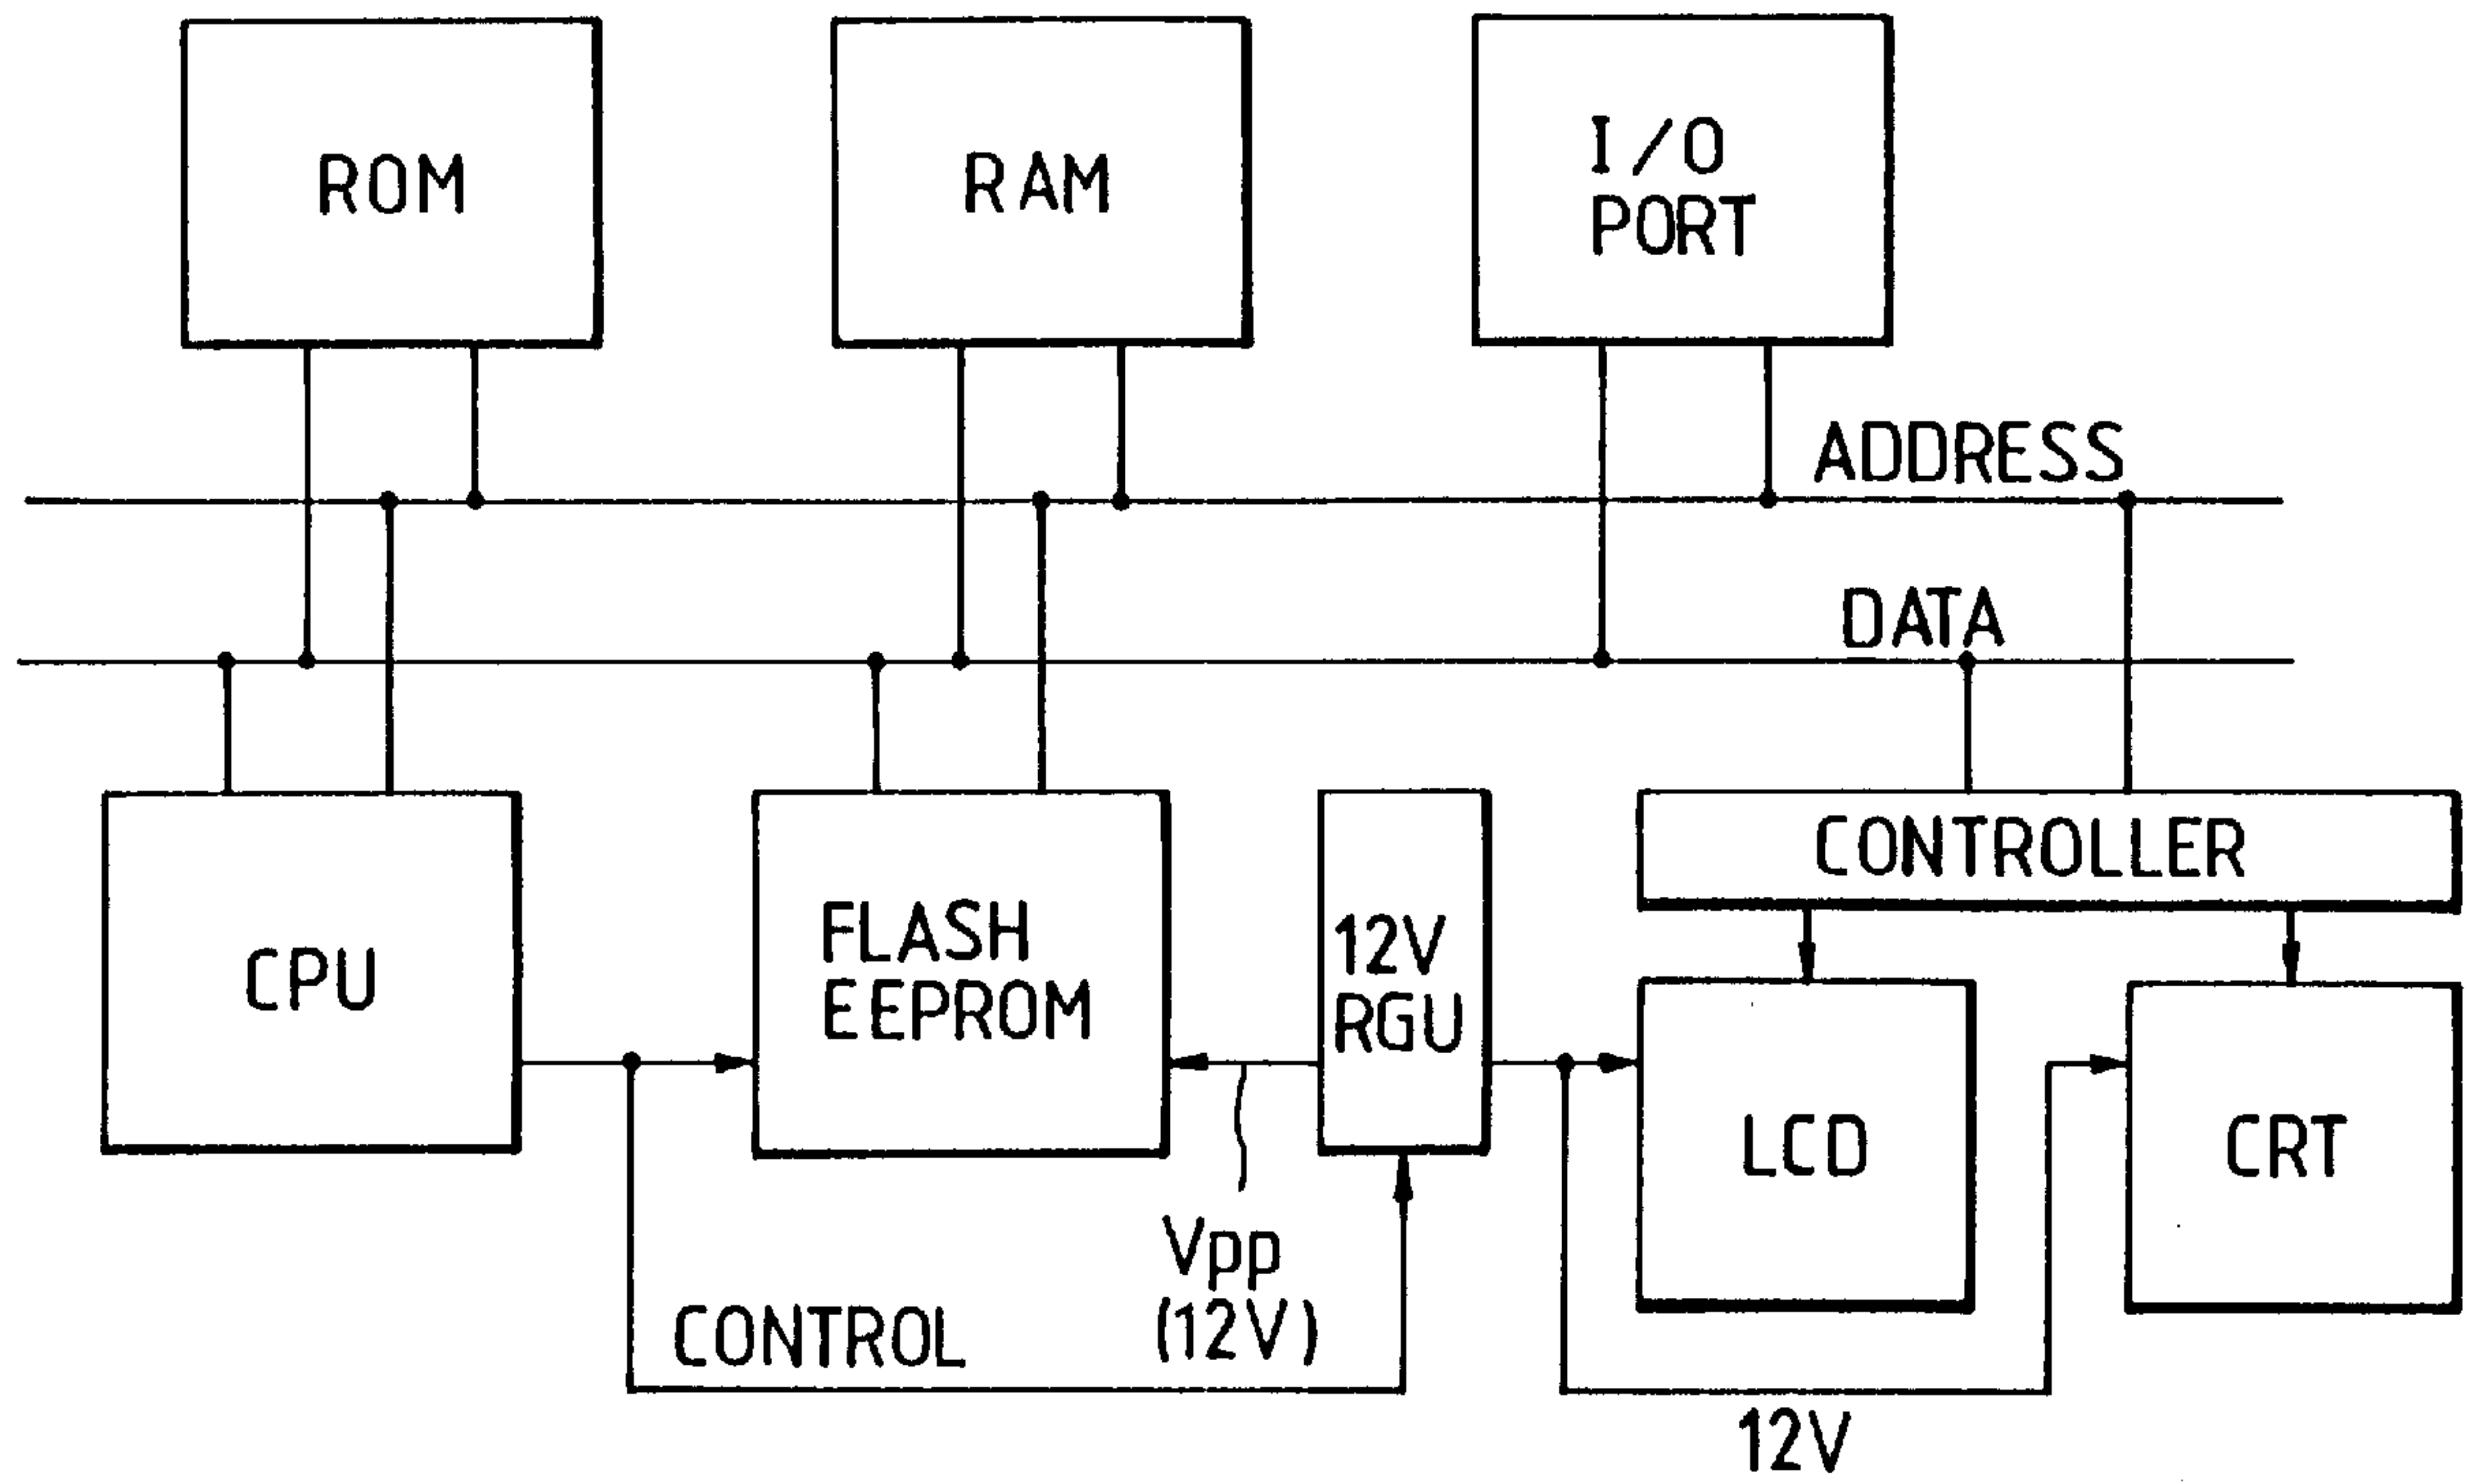 ROM
RAM
I/O
PORT
ADDRESS
DATA
CPU
FLASH
EEPROM
12V
RGU
CONTROLLER
LCD
CRT
Vpp
(12V)
CONTROL
12V